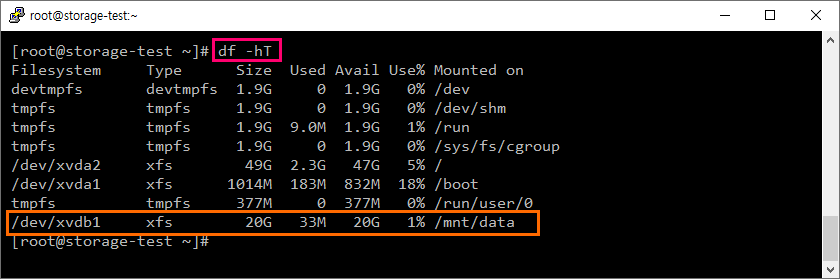 root@storage-test:~
[root@storage-test ~]# df -hT
Filesystem     Type      Size  Used Avail Use% Mounted on
devtmpfs       devtmpfs  1.9G     0  1.9G   0% /dev
tmpfs          tmpfs     1.9G     0  1.9G   0% /dev/shm
tmpfs          tmpfs     1.9G  9.0M  1.9G   1% /run
tmpfs          tmpfs     1.9G     0  1.9G   0% /sys/fs/cgroup
/dev/xvda2     xfs        49G  2.3G   47G   5% /
/dev/xvda1     xfs      1014M  183M  832M  18% /boot
tmpfs          tmpfs     377M     0  377M   0% /run/user/0
/dev/xvdb1     xfs        20G   33M   20G   1% /mnt/data
[root@storage-test ~]#